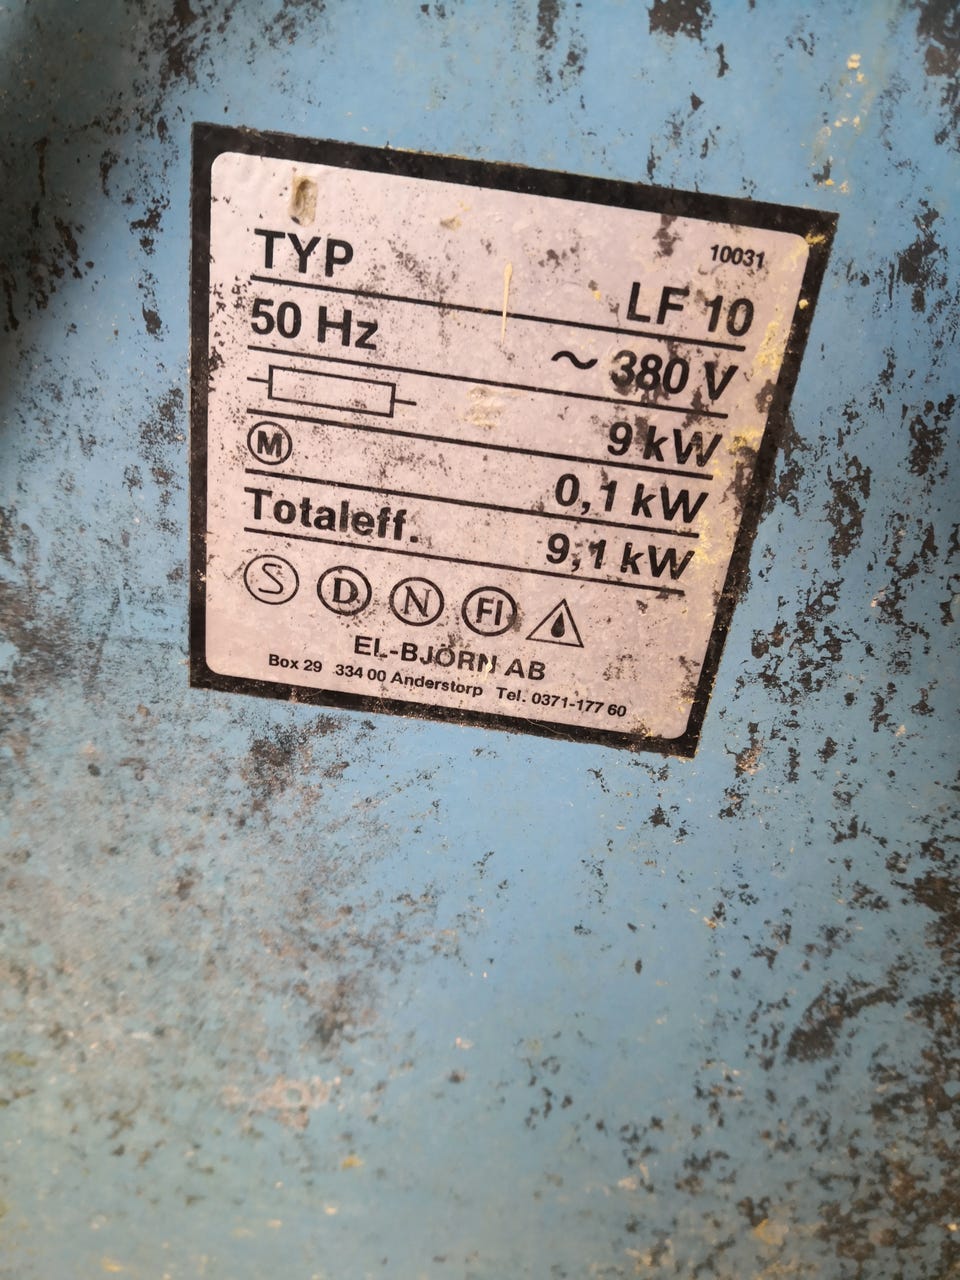 10031
TYP LF 10
50 Hz ~ 380 V
9 kW
M 0,1 kW
Totaleff. 9,1 kW
S D N FI
EL-BJÖRN AB
Box 29 334 00 Anderstorp Tel. 0371-177 60